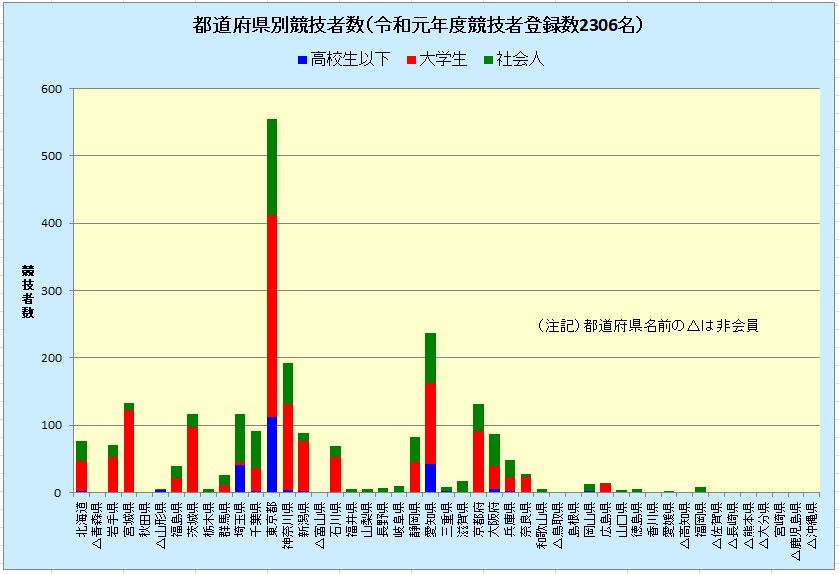 都道府県別競技者数(令和元年度競技者登録数2306名)
高校生以下 大学生 社会人
600
500
400
300
200
100
0
競技者数
(注記)都道府県名前の△は非会員
北海道
△青森県
岩手県
宮城県
秋田県
△山形県
福島県
茨城県
栃木県
群馬県
埼玉県
千葉県
東京都
神奈川県
新潟県
△富山県
石川県
福井県
山梨県
長野県
岐阜県
静岡県
愛知県
三重県
滋賀県
京都府
大阪府
兵庫県
奈良県
和歌山県
△鳥取県
島根県
岡山県
広島県
山口県
徳島県
香川県
愛媛県
△高知県
福岡県
△佐賀県
△長崎県
△熊本県
△大分県
宮崎県
△鹿児島県
△沖縄県